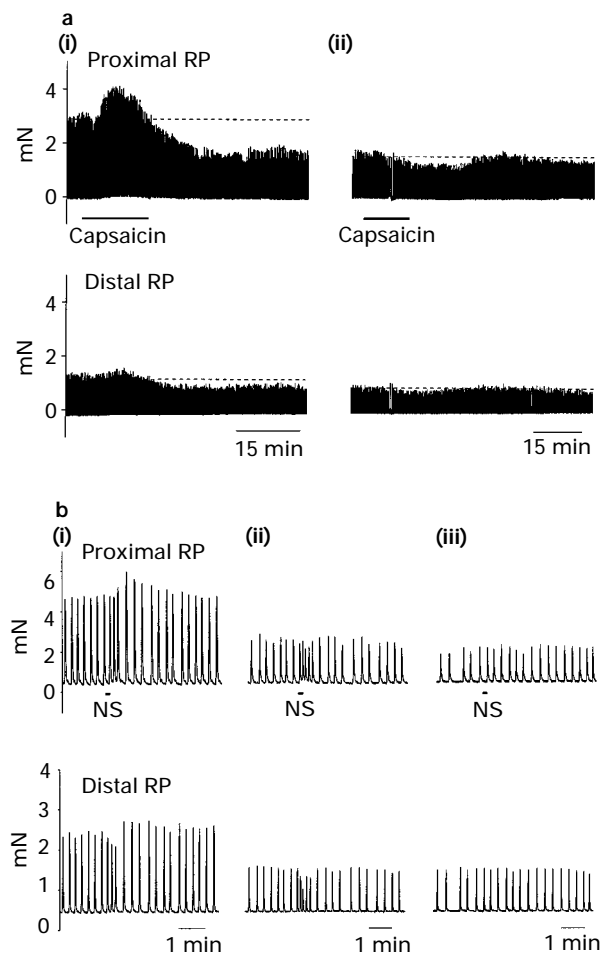 a
(i) (ii)
Proximal RP
4
mN
2
0
Capsaicin Capsaicin
Distal RP
4
mN
2
0
15 min 15 min
b
(i) (ii) (iii)
Proximal RP
6
4
mN
2
0
NS NS NS
4
Distal RP
3
mN
2
1
0
1 min 1 min 1 min